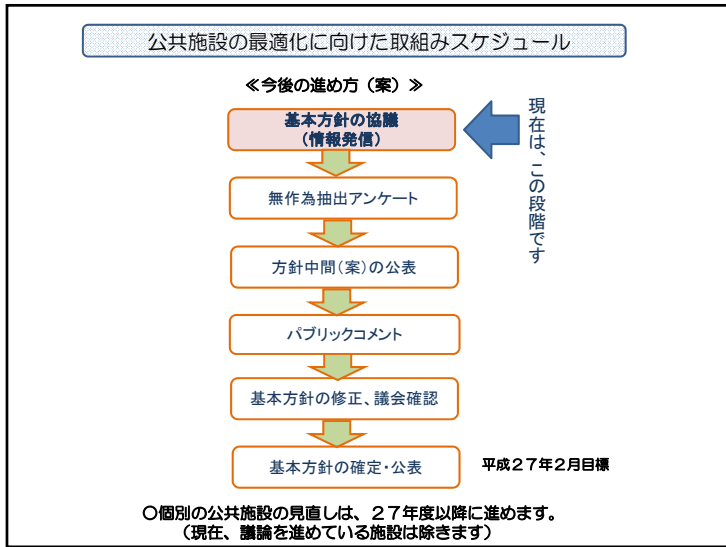 公共施設の最適化に向けた取組みスケジュール
≪今後の進め方（案）≫
基本方針の協議
（情報発信）
現在は、この段階です
無作為抽出アンケート
方針中間（案）の公表
パブリックコメント
基本方針の修正、議会確認
基本方針の確定・公表
平成２７年２月目標
〇個別の公共施設の見直しは、２７年度以降に進めます。
（現在、議論を進めている施設は除きます）